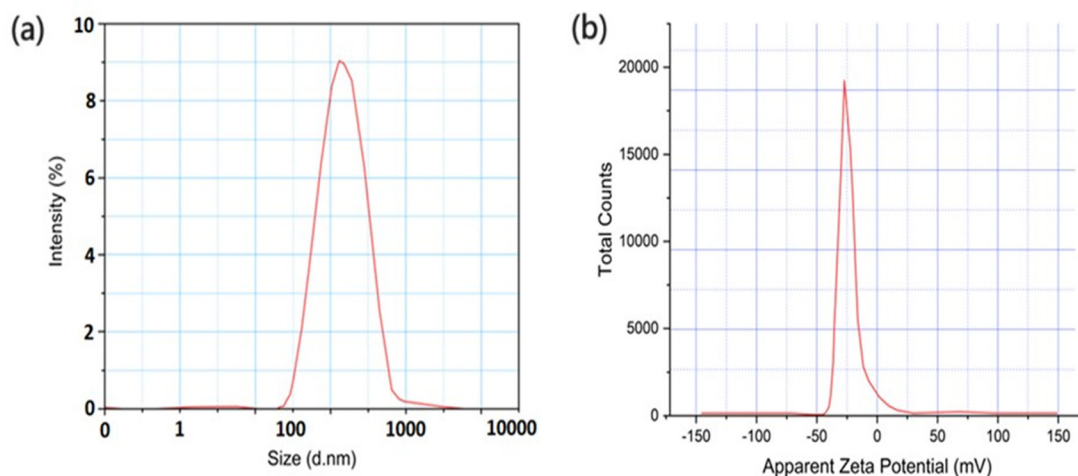 (a)
10
8
6
4
2
0
Intensity (%)
0 1 100 1000 10000
Size (d.nm)
(b)
20000
15000
10000
5000
0
Total Counts
-150 -100 -50 0 50 100 150
Apparent Zeta Potential (mV)